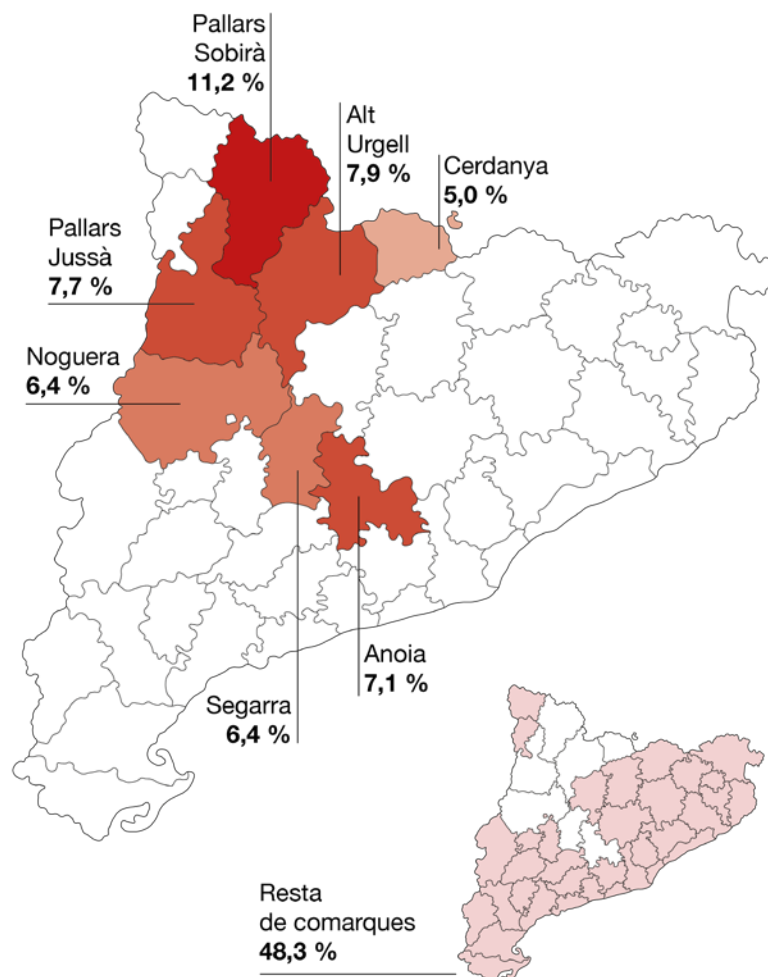 Pallars
Sobirà
11,2 %
Alt
Urgell
7,9 %
Cerdanya
5,0 %
Pallars
Jussà
7,7 %
Noguera
6,4 %
Anoia
7,1 %
Segarra
6,4 %
Resta
de comarques
48,3 %